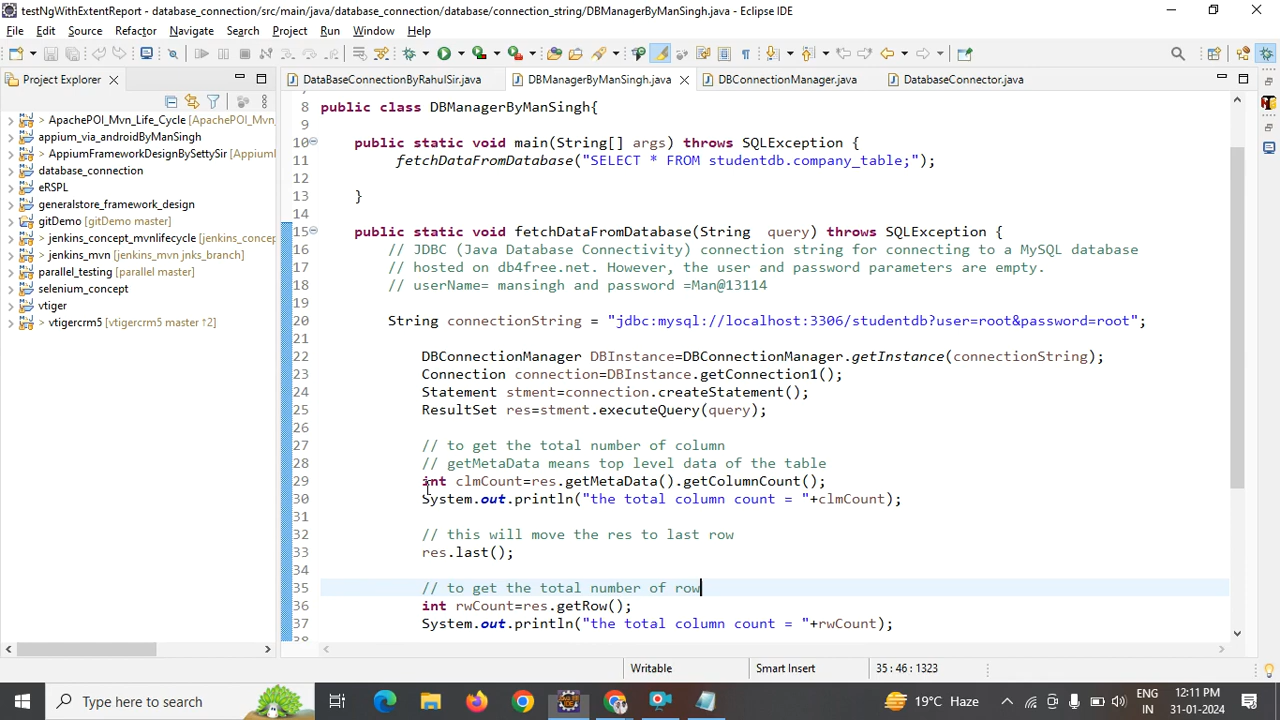 testNgWithExtentReport - database_connection/src/main/java/database_connection/database/connection_string/DBManagerByManSingh.java - Eclipse IDE
File Edit Source Refactor Navigate Search Project Run Window Help
Project Explorer
DataBaseConnectionByRahulSir.java
DBManagerByManSingh.java
DBConnectionManager.java
DatabaseConnector.java
> ApachePOI_Mvn_Life_Cycle [ApachePOI_Mvn_
appium_via_androidByManSingh
> AppiumFrameworkDesignBySettySir [Appiuml
database_connection
eRSPL
generalstore_framework_design
gitDemo [gitDemo master]
> jenkins_concept_mvnlifecycle [jenkins_concep
> jenkins_mvn [jenkins_mvn jnks_branch]
parallel_testing [parallel master]
selenium_concept
vtiger
> vtigercrm5 [vtigercrm5 master ↑2]
8 public class DBManagerByManSingh{
9
10 public static void main(String[] args) throws SQLException {
11 fetchDataFromDatabase("SELECT * FROM studentdb.company_table;");
12
13 }
14
15 public static void fetchDataFromDatabase(String query) throws SQLException {
16 // JDBC (Java Database Connectivity) connection string for connecting to a MySQL database
17 // hosted on db4free.net. However, the user and password parameters are empty.
18 // userName= mansingh and password =Man@13114
19
20 String connectionString = "jdbc:mysql://localhost:3306/studentdb?user=root&password=root";
21
22 DBConnectionManager DBInstance=DBConnectionManager.getInstance(connectionString);
23 Connection connection=DBInstance.getConnection1();
24 Statement stment=connection.createStatement();
25 ResultSet res=stment.executeQuery(query);
26
27 // to get the total number of column
28 // getMetaData means top level data of the table
29 int clmCount=res.getMetaData().getColumnCount();
30 System.out.println("the total column count = "+clmCount);
31
32 // this will move the res to last row
33 res.last();
34
35 // to get the total number of row
36 int rwCount=res.getRow();
37 System.out.println("the total column count = "+rwCount);
38
Writable
Smart Insert
35 : 46 : 1323
Type here to search
19°C Haze
ENG
IN
12:11 PM
31-01-2024